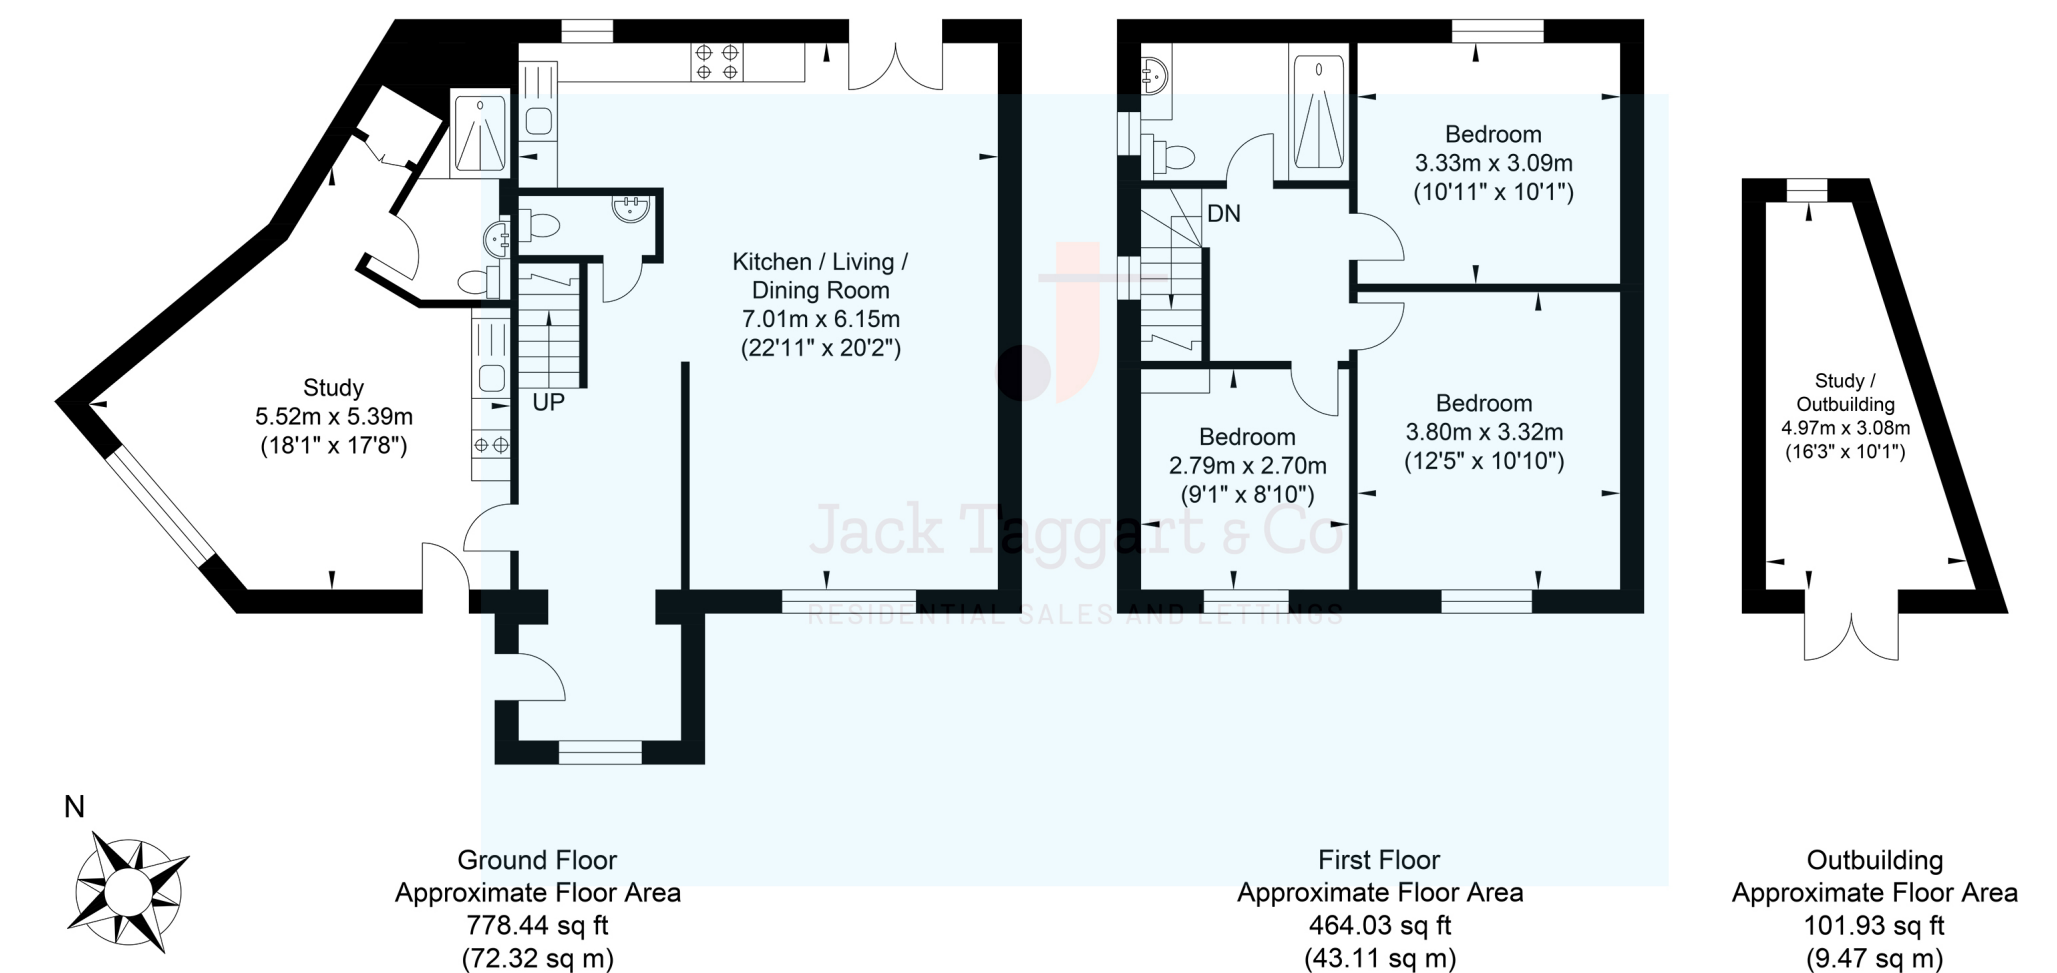 Kitchen / Living /
Dining Room
7.01m x 6.15m
(22'11" x 20'2")
Study
5.52m x 5.39m
(18'1" x 17'8")
UP
DN
Bedroom
3.33m x 3.09m
(10'11" x 10'1")
Bedroom
3.80m x 3.32m
(12'5" x 10'10")
Bedroom
2.79m x 2.70m
(9'1" x 8'10")
Study /
Outbuilding
4.97m x 3.08m
(16'3" x 10'1")
Jack Taggart & Co
RESIDENTIAL SALES AND LETTINGS
N
Ground Floor
Approximate Floor Area
778.44 sq ft
(72.32 sq m)
First Floor
Approximate Floor Area
464.03 sq ft
(43.11 sq m)
Outbuilding
Approximate Floor Area
101.93 sq ft
(9.47 sq m)